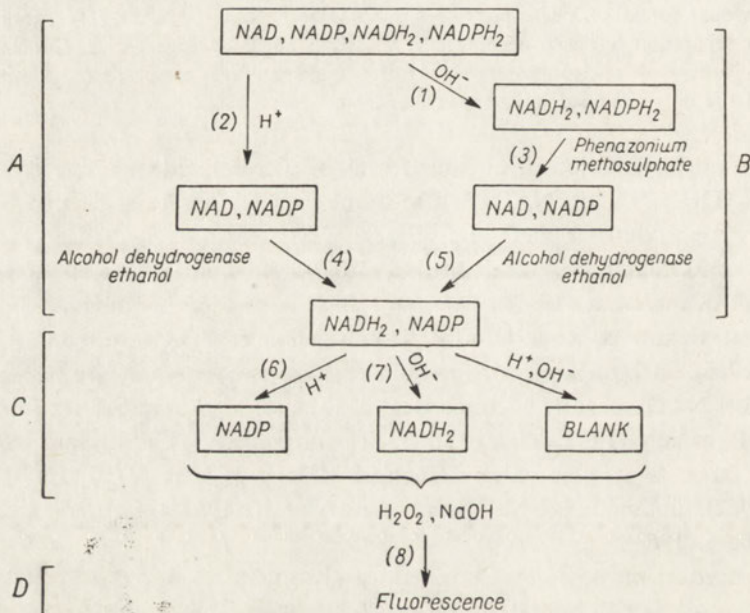 NAD, NADP, NADH₂, NADPH₂
A
B
(2) H⁺
OH⁻
(1)
NADH₂, NADPH₂
(3) Phenazonium
methosulphate
NAD, NADP
NAD, NADP
Alcohol dehydrogenase
ethanol
(4)
(5)
Alcohol dehydrogenase
ethanol
NADH₂, NADP
C
(6) H⁺
(7) OH⁻
H⁺, OH⁻
NADP
NADH₂
BLANK
H₂O₂, NaOH
(8)
D
Fluorescence